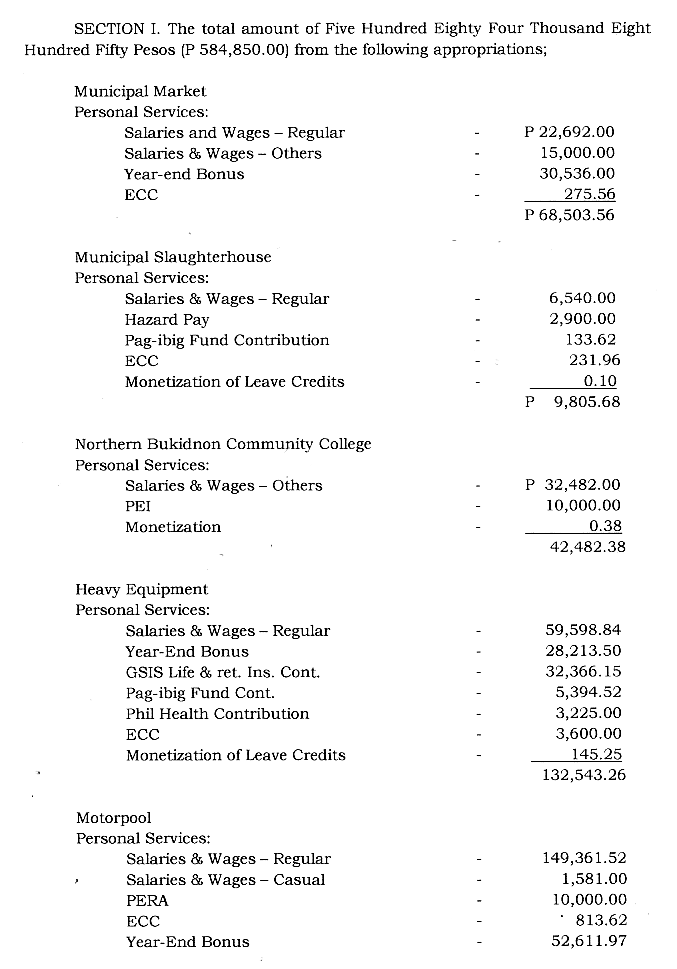 SECTION I. The total amount of Five Hundred Eighty Four Thousand Eight
Hundred Fifty Pesos (P 584,850.00) from the following appropriations;
Municipal Market
Personal Services:
Salaries and Wages – Regular - P 22,692.00
Salaries & Wages – Others - 15,000.00
Year-end Bonus - 30,536.00
ECC - 275.56
P 68,503.56
Municipal Slaughterhouse
Personal Services:
Salaries & Wages – Regular - 6,540.00
Hazard Pay - 2,900.00
Pag-ibig Fund Contribution - 133.62
ECC - 231.96
Monetization of Leave Credits - 0.10
P 9,805.68
Northern Bukidnon Community College
Personal Services:
Salaries & Wages – Others - P 32,482.00
PEI - 10,000.00
Monetization - 0.38
42,482.38
Heavy Equipment
Personal Services:
Salaries & Wages – Regular - 59,598.84
Year-End Bonus - 28,213.50
GSIS Life & ret. Ins. Cont. - 32,366.15
Pag-ibig Fund Cont. - 5,394.52
Phil Health Contribution - 3,225.00
ECC - 3,600.00
Monetization of Leave Credits - 145.25
132,543.26
Motorpool
Personal Services:
Salaries & Wages – Regular - 149,361.52
Salaries & Wages – Casual - 1,581.00
PERA - 10,000.00
ECC - 813.62
Year-End Bonus - 52,611.97